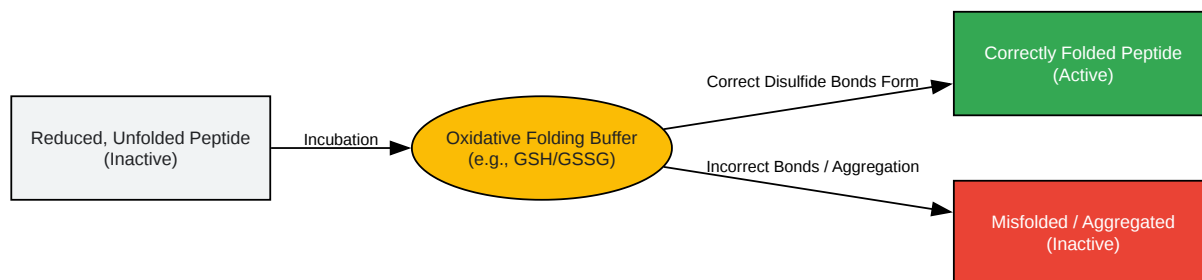 Reduced, Unfolded Peptide
(Inactive)
Incubation
Oxidative Folding Buffer
(e.g., GSH/GSSG)
Correct Disulfide Bonds Form
Correctly Folded Peptide
(Active)
Incorrect Bonds / Aggregation
Misfolded / Aggregated
(Inactive)